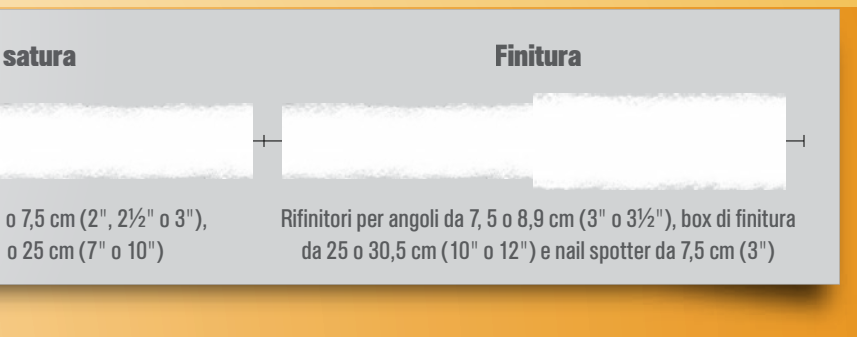 satura
o 7,5 cm (2", 2½" o 3"),
o 25 cm (7" o 10")
Finitura
Rifinitori per angoli da 7, 5 o 8,9 cm (3" o 3½"), box di finitura
da 25 o 30,5 cm (10" o 12") e nail spotter da 7,5 cm (3")